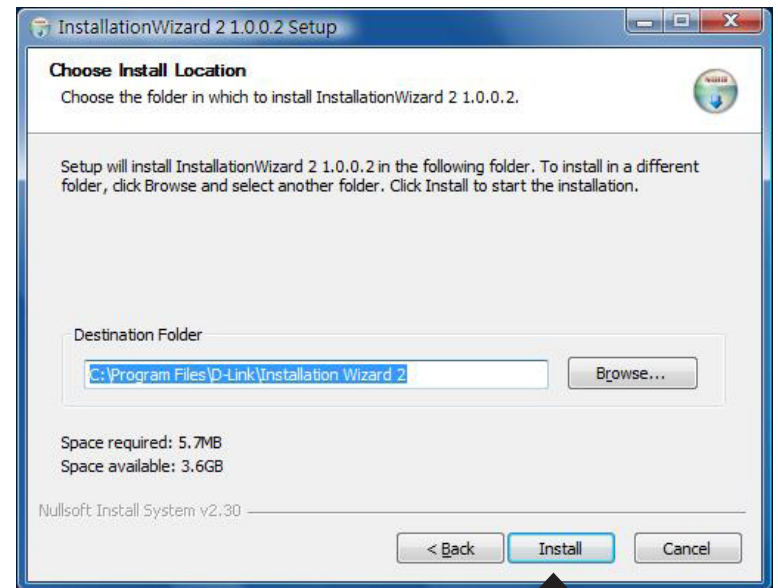 InstallationWizard 2 1.0.0.2 Setup
Choose Install Location
Choose the folder in which to install InstallationWizard 2 1.0.0.2.
Setup will install InstallationWizard 2 1.0.0.2 in the following folder. To install in a different
folder, click Browse and select another folder. Click Install to start the installation.
Destination Folder
C:\Program Files\D-Link\Installation Wizard 2
Browse...
Space required: 5.7MB
Space available: 3.6GB
Nullsoft Install System v2.30
< Back
Install
Cancel